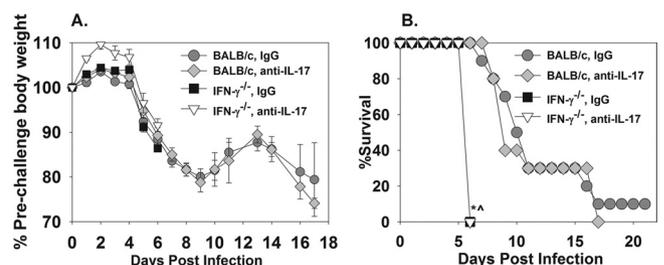 A.
% Pre-challenge body weight
110
100
90
80
70
BALB/c, IgG
BALB/c, anti-IL-17
IFN-γ-/-, IgG
IFN-γ-/-, anti-IL-17
0 2 4 6 8 10 12 14 16 18
Days Post Infection
B.
%Survival
100
80
60
40
20
0
BALB/c, IgG
BALB/c, anti-IL-17
IFN-γ-/-, IgG
IFN-γ-/-, anti-IL-17
*^
0 5 10 15 20
Days Post Infection